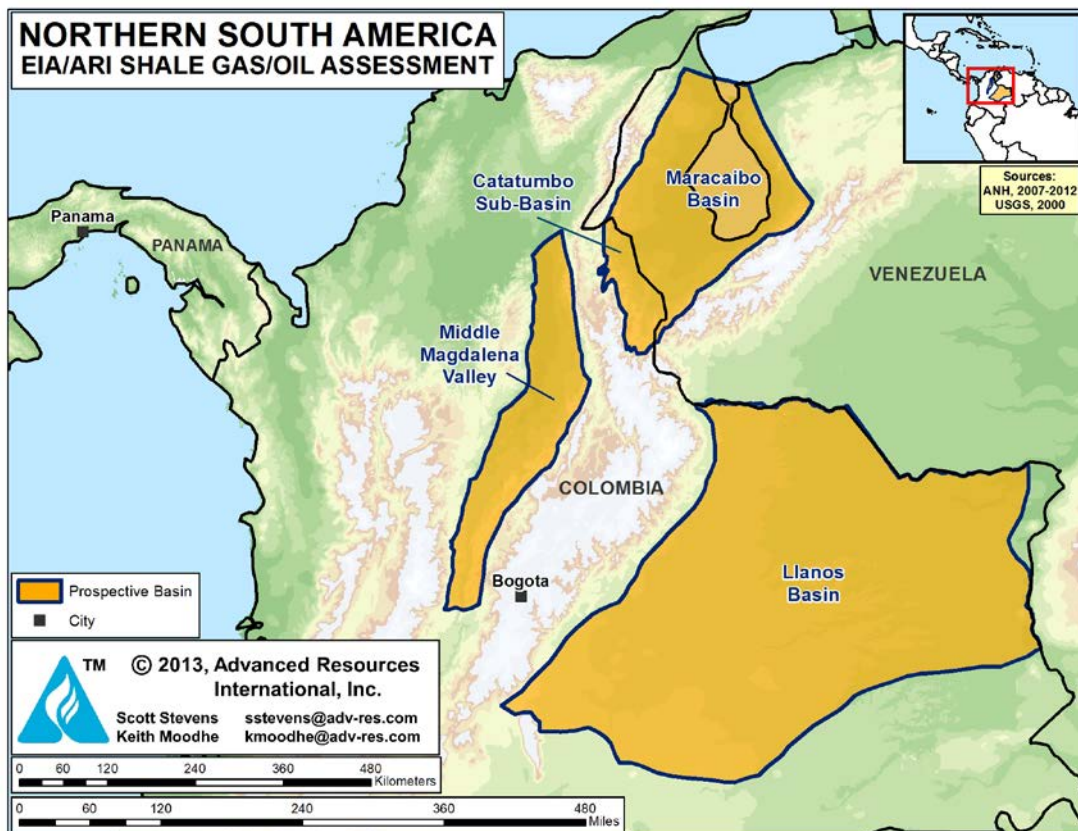 NORTHERN SOUTH AMERICA
EIA/ARI SHALE GAS/OIL ASSESSMENT
Sources:
ANH, 2007-2012
USGS, 2000
Catatumbo
Sub-Basin
Maracaibo
Basin
Panama
PANAMA
VENEZUELA
Middle
Magdalena
Valley
COLOMBIA
Llanos
Basin
Bogota
Prospective Basin
City
TM
© 2013, Advanced Resources
International, Inc.
Scott Stevens sstevens@adv-res.com
Keith Moodhe kmoodhe@adv-res.com
0 60 120 240 360 480
Kilometers
0 60 120 240 360 480
Miles